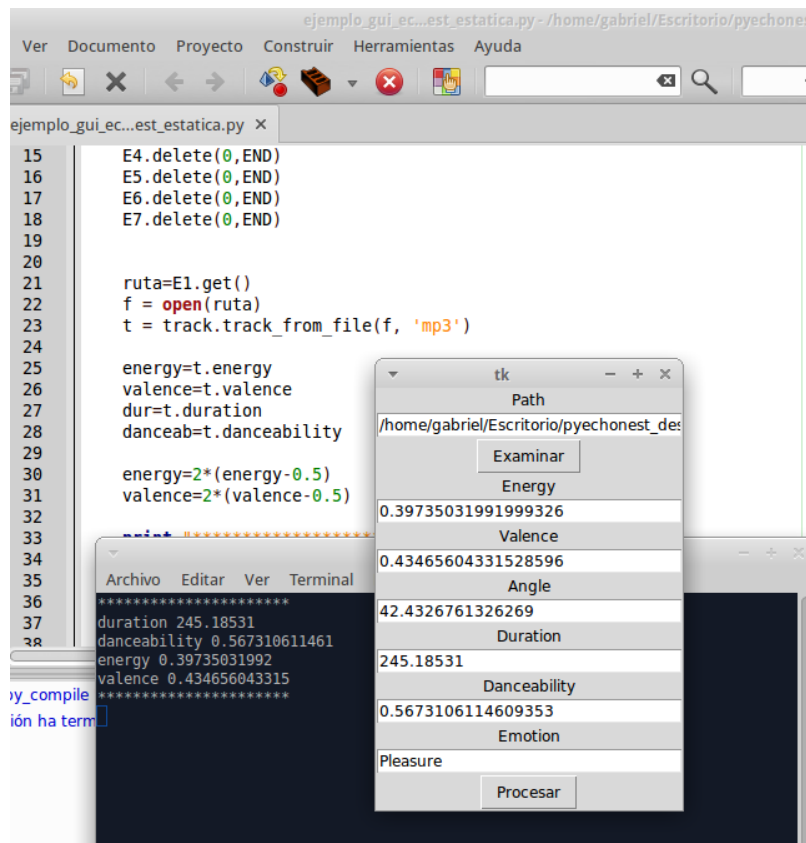 ejemplo_gui_ec...est_estatica.py - /home/gabriel/Escritorio/pyechones
Ver Documento Proyecto Construir Herramientas Ayuda
ejemplo_gui_ec...est_estatica.py ×
15 E4.delete(0,END)
16 E5.delete(0,END)
17 E6.delete(0,END)
18 E7.delete(0,END)
19
20
21 ruta=E1.get()
22 f = open(ruta)
23 t = track.track_from_file(f, 'mp3')
24
25 energy=t.energy
26 valence=t.valence
27 dur=t.duration
28 danceab=t.danceability
29
30 energy=2*(energy-0.5)
31 valence=2*(valence-0.5)
32
33 print "********************
34
35
36
37
38
tk
Path
/home/gabriel/Escritorio/pyechonest_des
Examinar
Energy
0.39735031991999326
Valence
0.43465604331528596
Angle
42.4326761326269
Duration
245.18531
Danceability
0.5673106114609353
Emotion
Pleasure
Procesar
Archivo Editar Ver Terminal
***********************
duration 245.18531
danceability 0.567310611461
energy 0.39735031992
valence 0.434656043315
***********************
py_compile
ión ha term